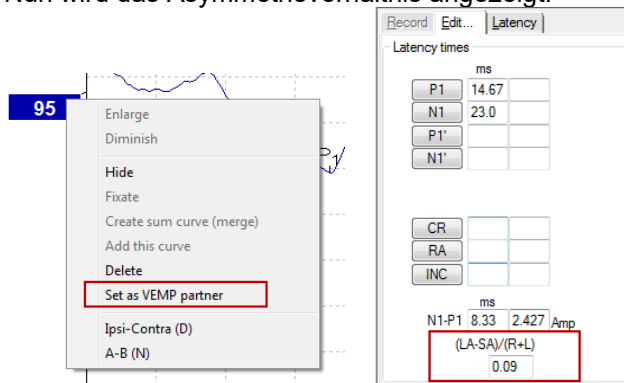 Nun wird das Asymmetrieverhältnis angezeigt.
95
Enlarge
Diminish
Hide
Fixate
Create sum curve (merge)
Add this curve
Delete
Set as VEMP partner
Ipsi-Contra (D)
A-B (N)
Record Edit... Latency
Latency times
ms
P1 14.67
N1 23.0
P1'
N1'
CR
RA
INC
ms
N1-P1 8.33 2.427 Amp
(LA-SA)/(R+L)
0.09